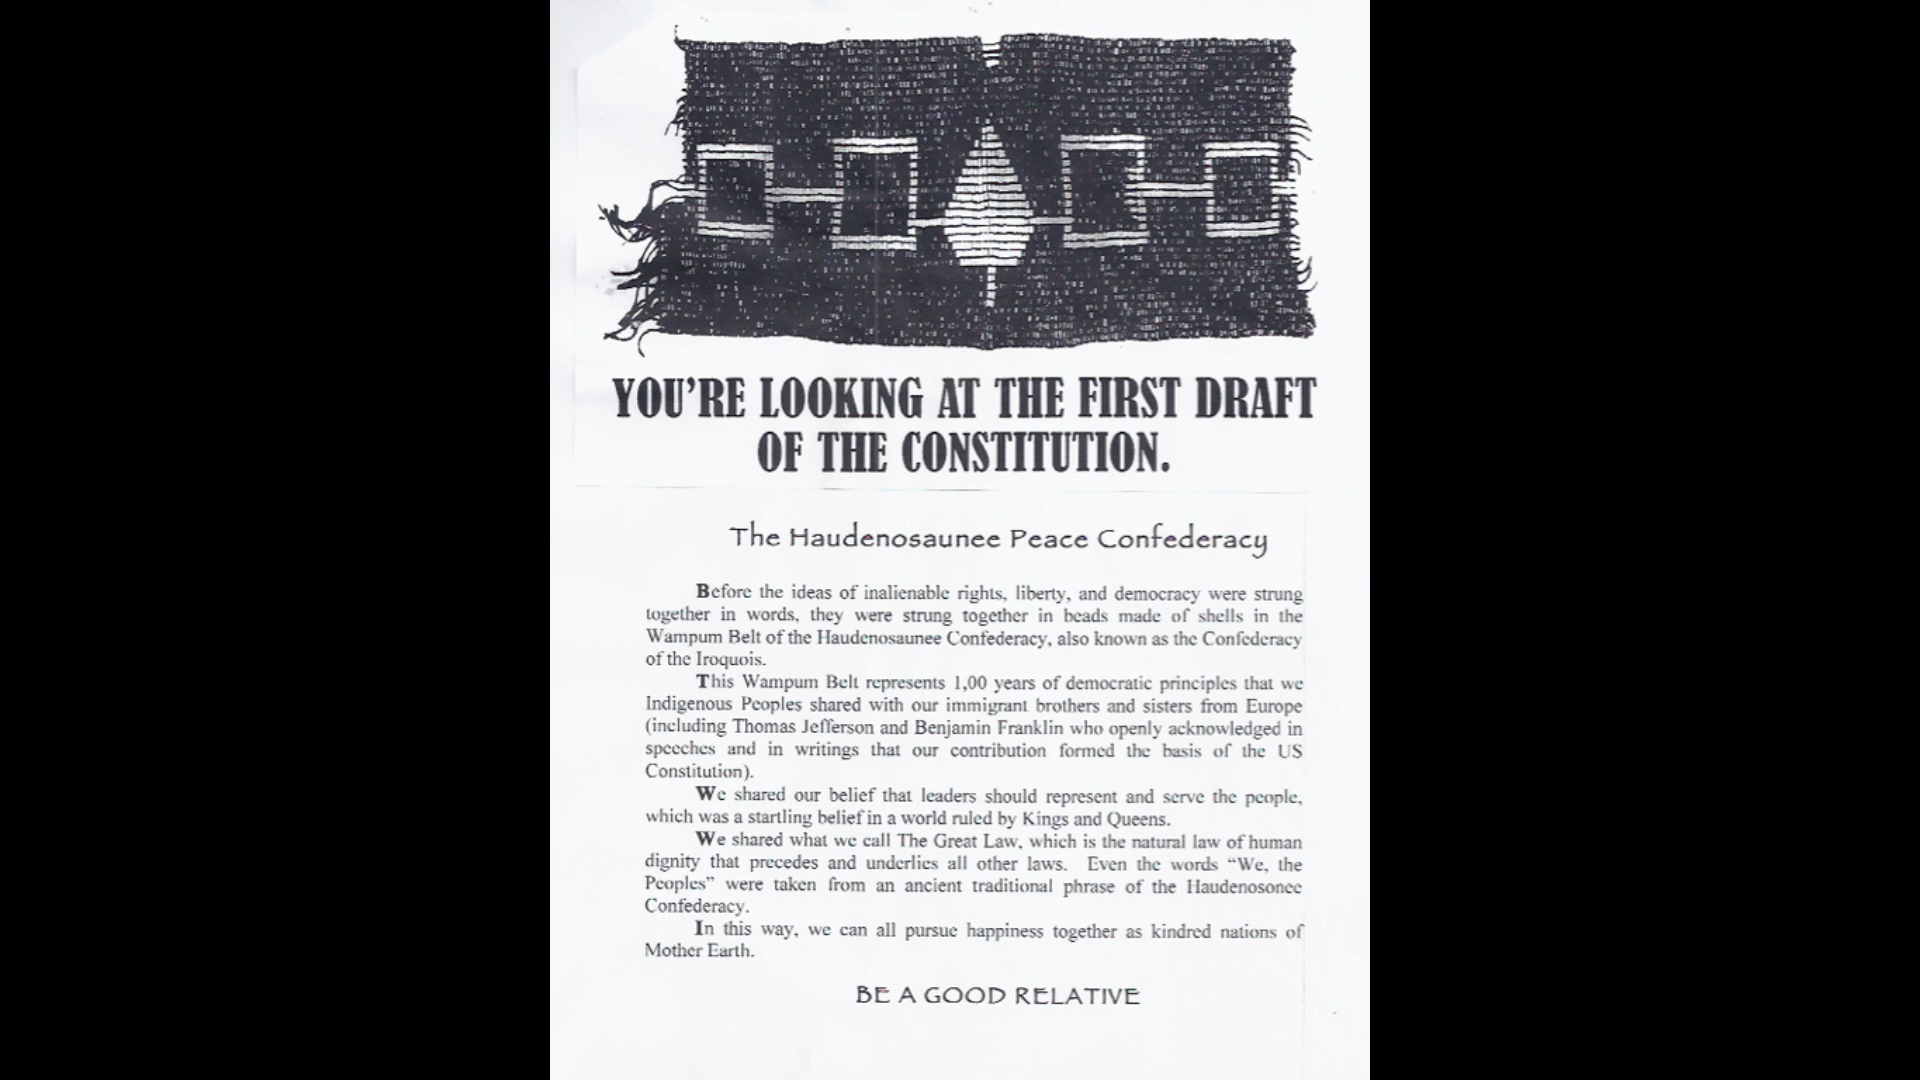 YOU'RE LOOKING AT THE FIRST DRAFT
OF THE CONSTITUTION.
The Haudenosaunee Peace Confederacy
Before the ideas of inalienable rights, liberty, and democracy were strung
together in words, they were strung together in beads made of shells in the
Wampum Belt of the Haudenosaunee Confederacy, also known as the Confederacy
of the Iroquois.
This Wampum Belt represents 1,00 years of democratic principles that we
Indigenous Peoples shared with our immigrant brothers and sisters from Europe
(including Thomas Jefferson and Benjamin Franklin who openly acknowledged in
speeches and in writings that our contribution formed the basis of the US
Constitution).
We shared our belief that leaders should represent and serve the people,
which was a startling belief in a world ruled by Kings and Queens.
We shared what we call The Great Law, which is the natural law of human
dignity that precedes and underlies all other laws. Even the words “We, the
Peoples” were taken from an ancient traditional phrase of the Haudenosonee
Confederacy.
In this way, we can all pursue happiness together as kindred nations of
Mother Earth.
BE A GOOD RELATIVE